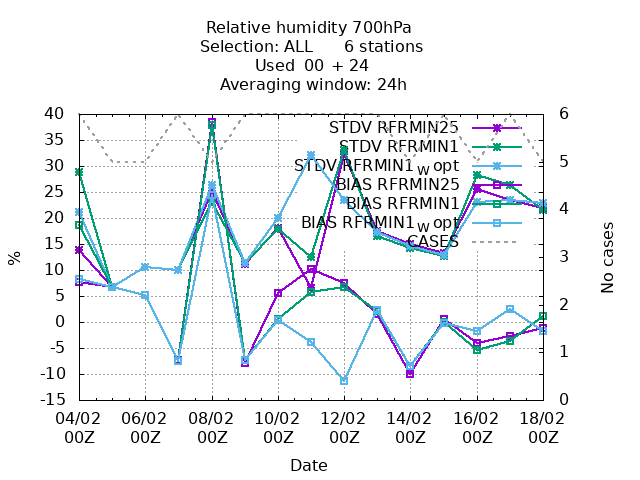 Relative humidity 700hPa
Selection: ALL 6 stations
Used 00 + 24
Averaging window: 24h
40
35
30
25
20
15
10
5
0
-5
-10
-15
%
6
5
4
3
2
1
0
No cases
STDV RFRMIN25
STDV RFRMIN1
STDV RFRMIN1_w opt
BIAS RFRMIN25
BIAS RFRMIN1
BIAS RFRMIN1_w opt
CASES
04/02 06/02 08/02 10/02 12/02 14/02 16/02 18/02
00Z 00Z 00Z 00Z 00Z 00Z 00Z 00Z
Date